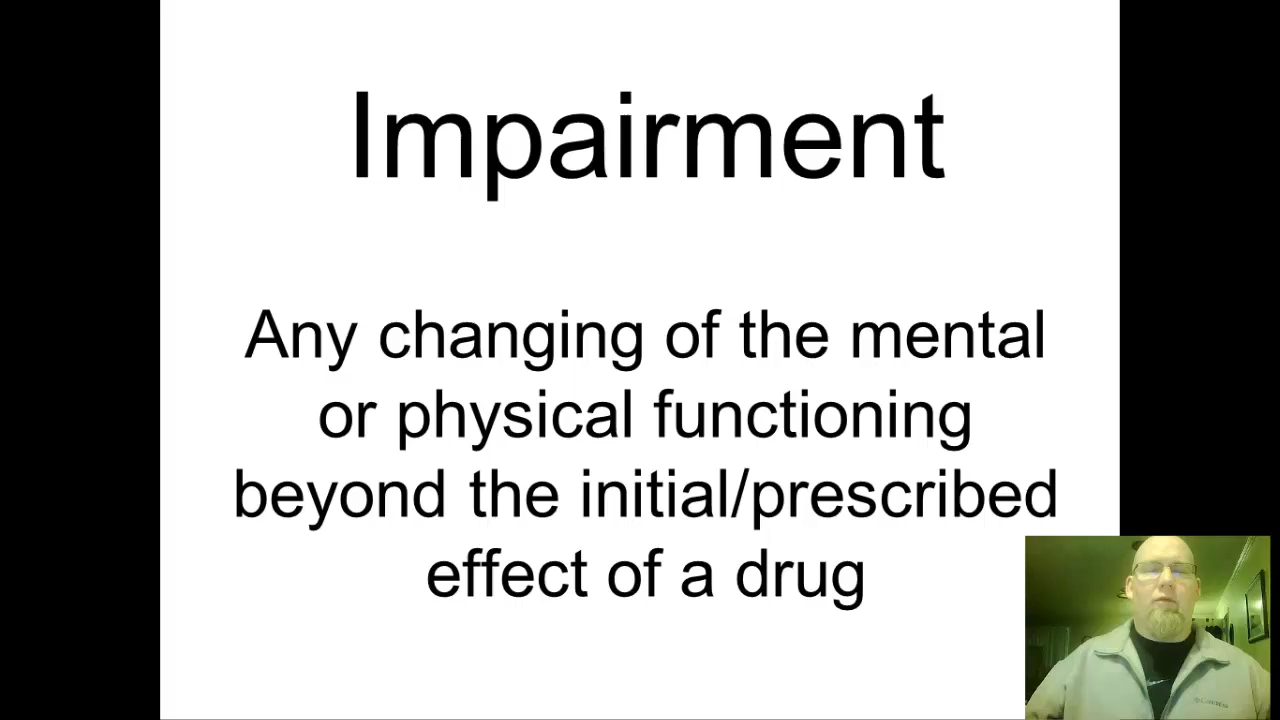 Impairment
Any changing of the mental
or physical functioning
beyond the initial/prescribed
effect of a drug